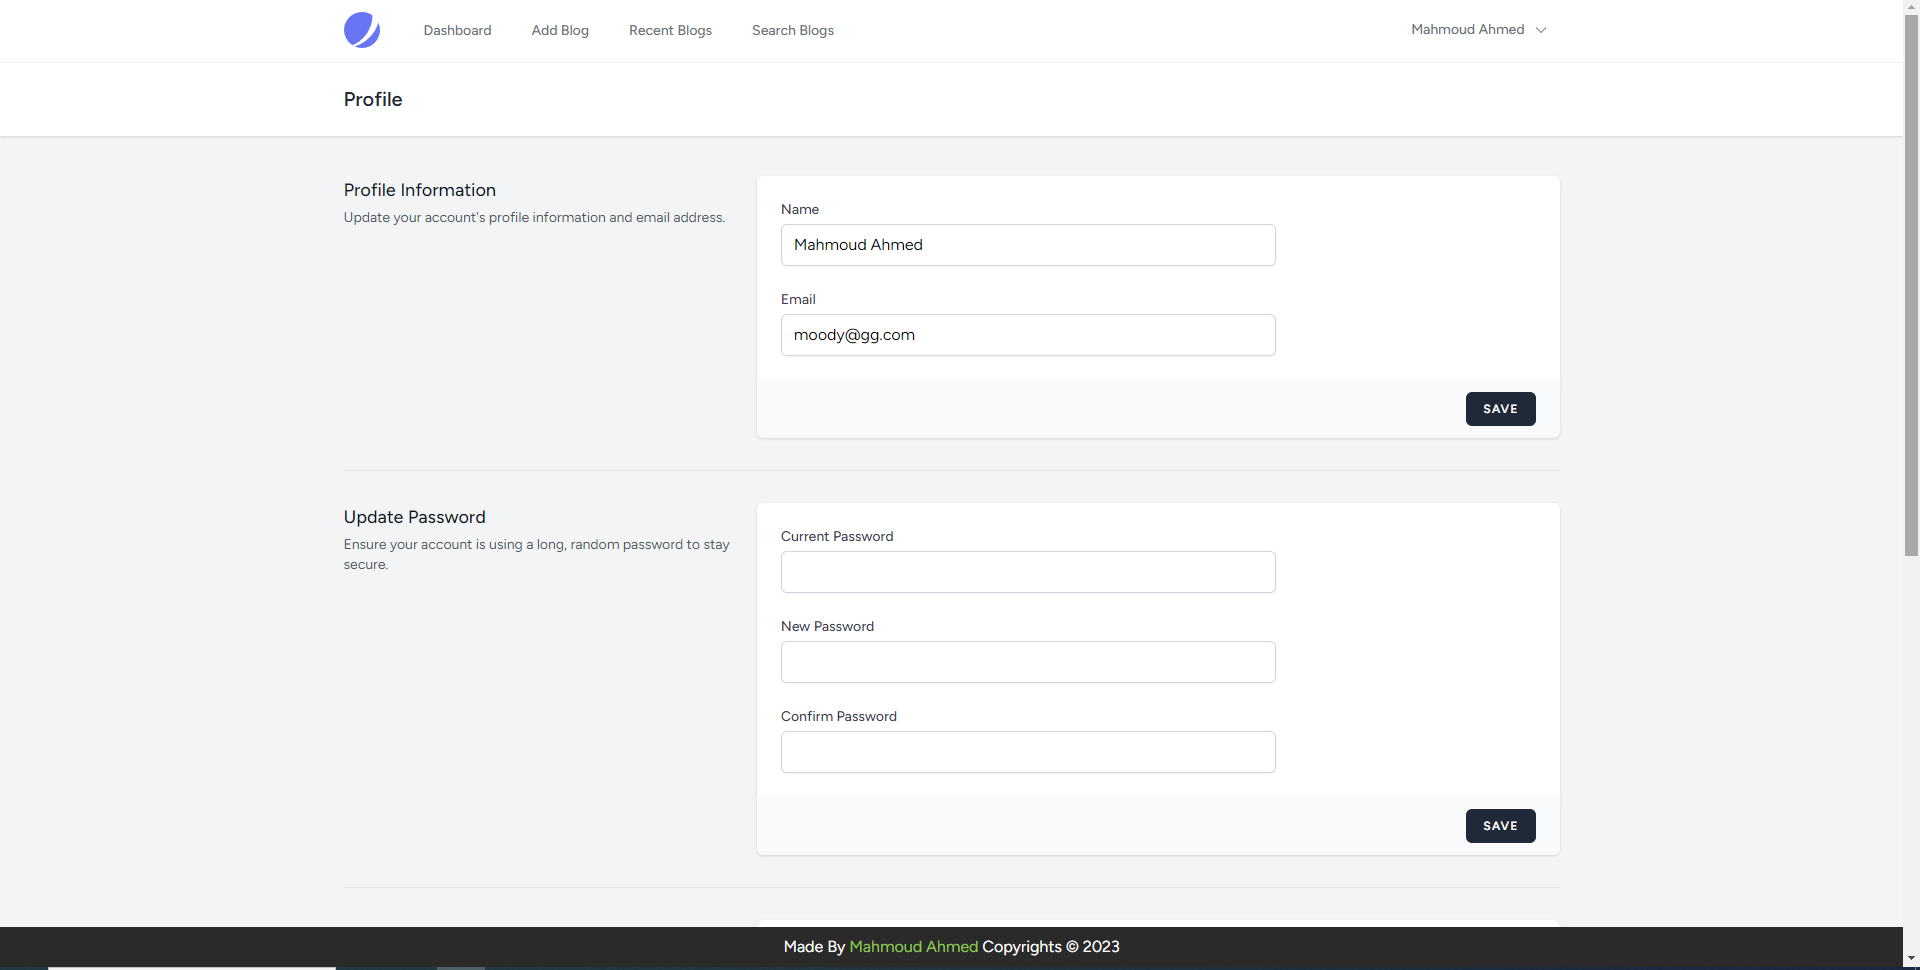 Dashboard
Add Blog
Recent Blogs
Search Blogs
Mahmoud Ahmed
Profile
Profile Information
Update your account's profile information and email address.
Name
Mahmoud Ahmed
Email
moody@gg.com
SAVE
Update Password
Ensure your account is using a long, random password to stay
secure.
Current Password
New Password
Confirm Password
SAVE
Made By Mahmoud Ahmed Copyrights © 2023